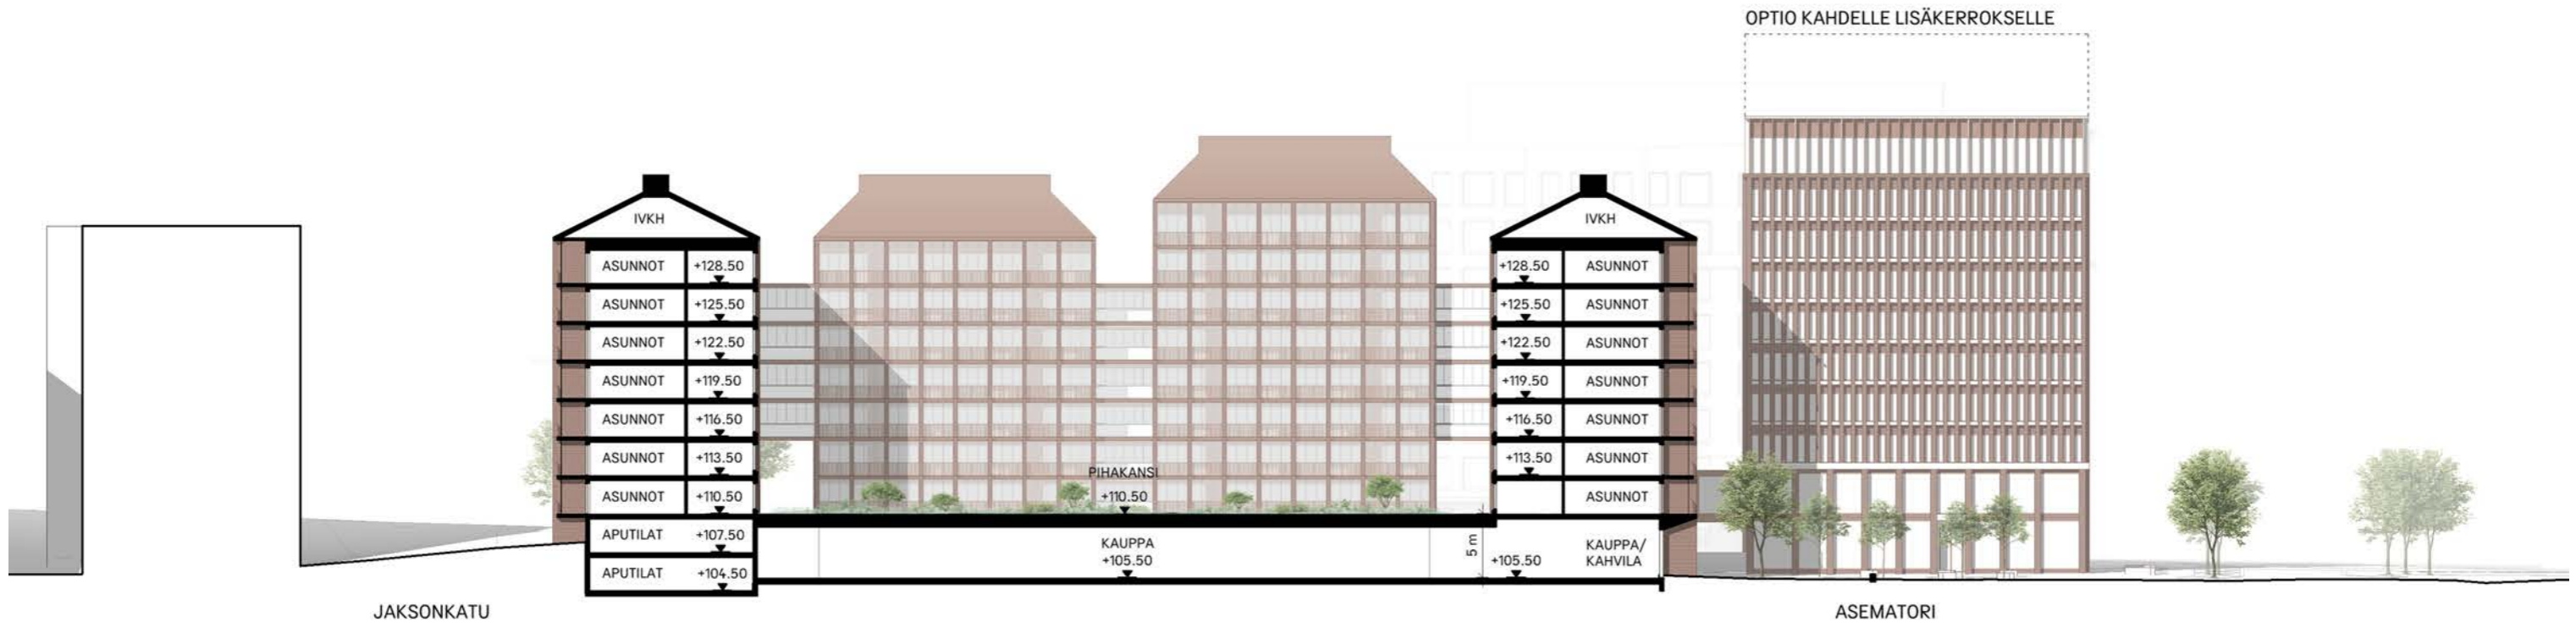 OPTIO KAHDELLE LISÄKERROKSELLE
IVKH
IVKH
ASUNNOT +128.50
+128.50 ASUNNOT
ASUNNOT +125.50
+125.50 ASUNNOT
ASUNNOT +122.50
+122.50 ASUNNOT
ASUNNOT +119.50
+119.50 ASUNNOT
ASUNNOT +116.50
+116.50 ASUNNOT
ASUNNOT +113.50
+113.50 ASUNNOT
PIHAKANSI
+110.50
ASUNNOT +110.50
ASUNNOT
APUTILAT +107.50
KAUPPA
+105.50
5 m
KAUPPA/
KAHVILA
+105.50
APUTILAT +104.50
JAKSONKATU
ASEMATORI